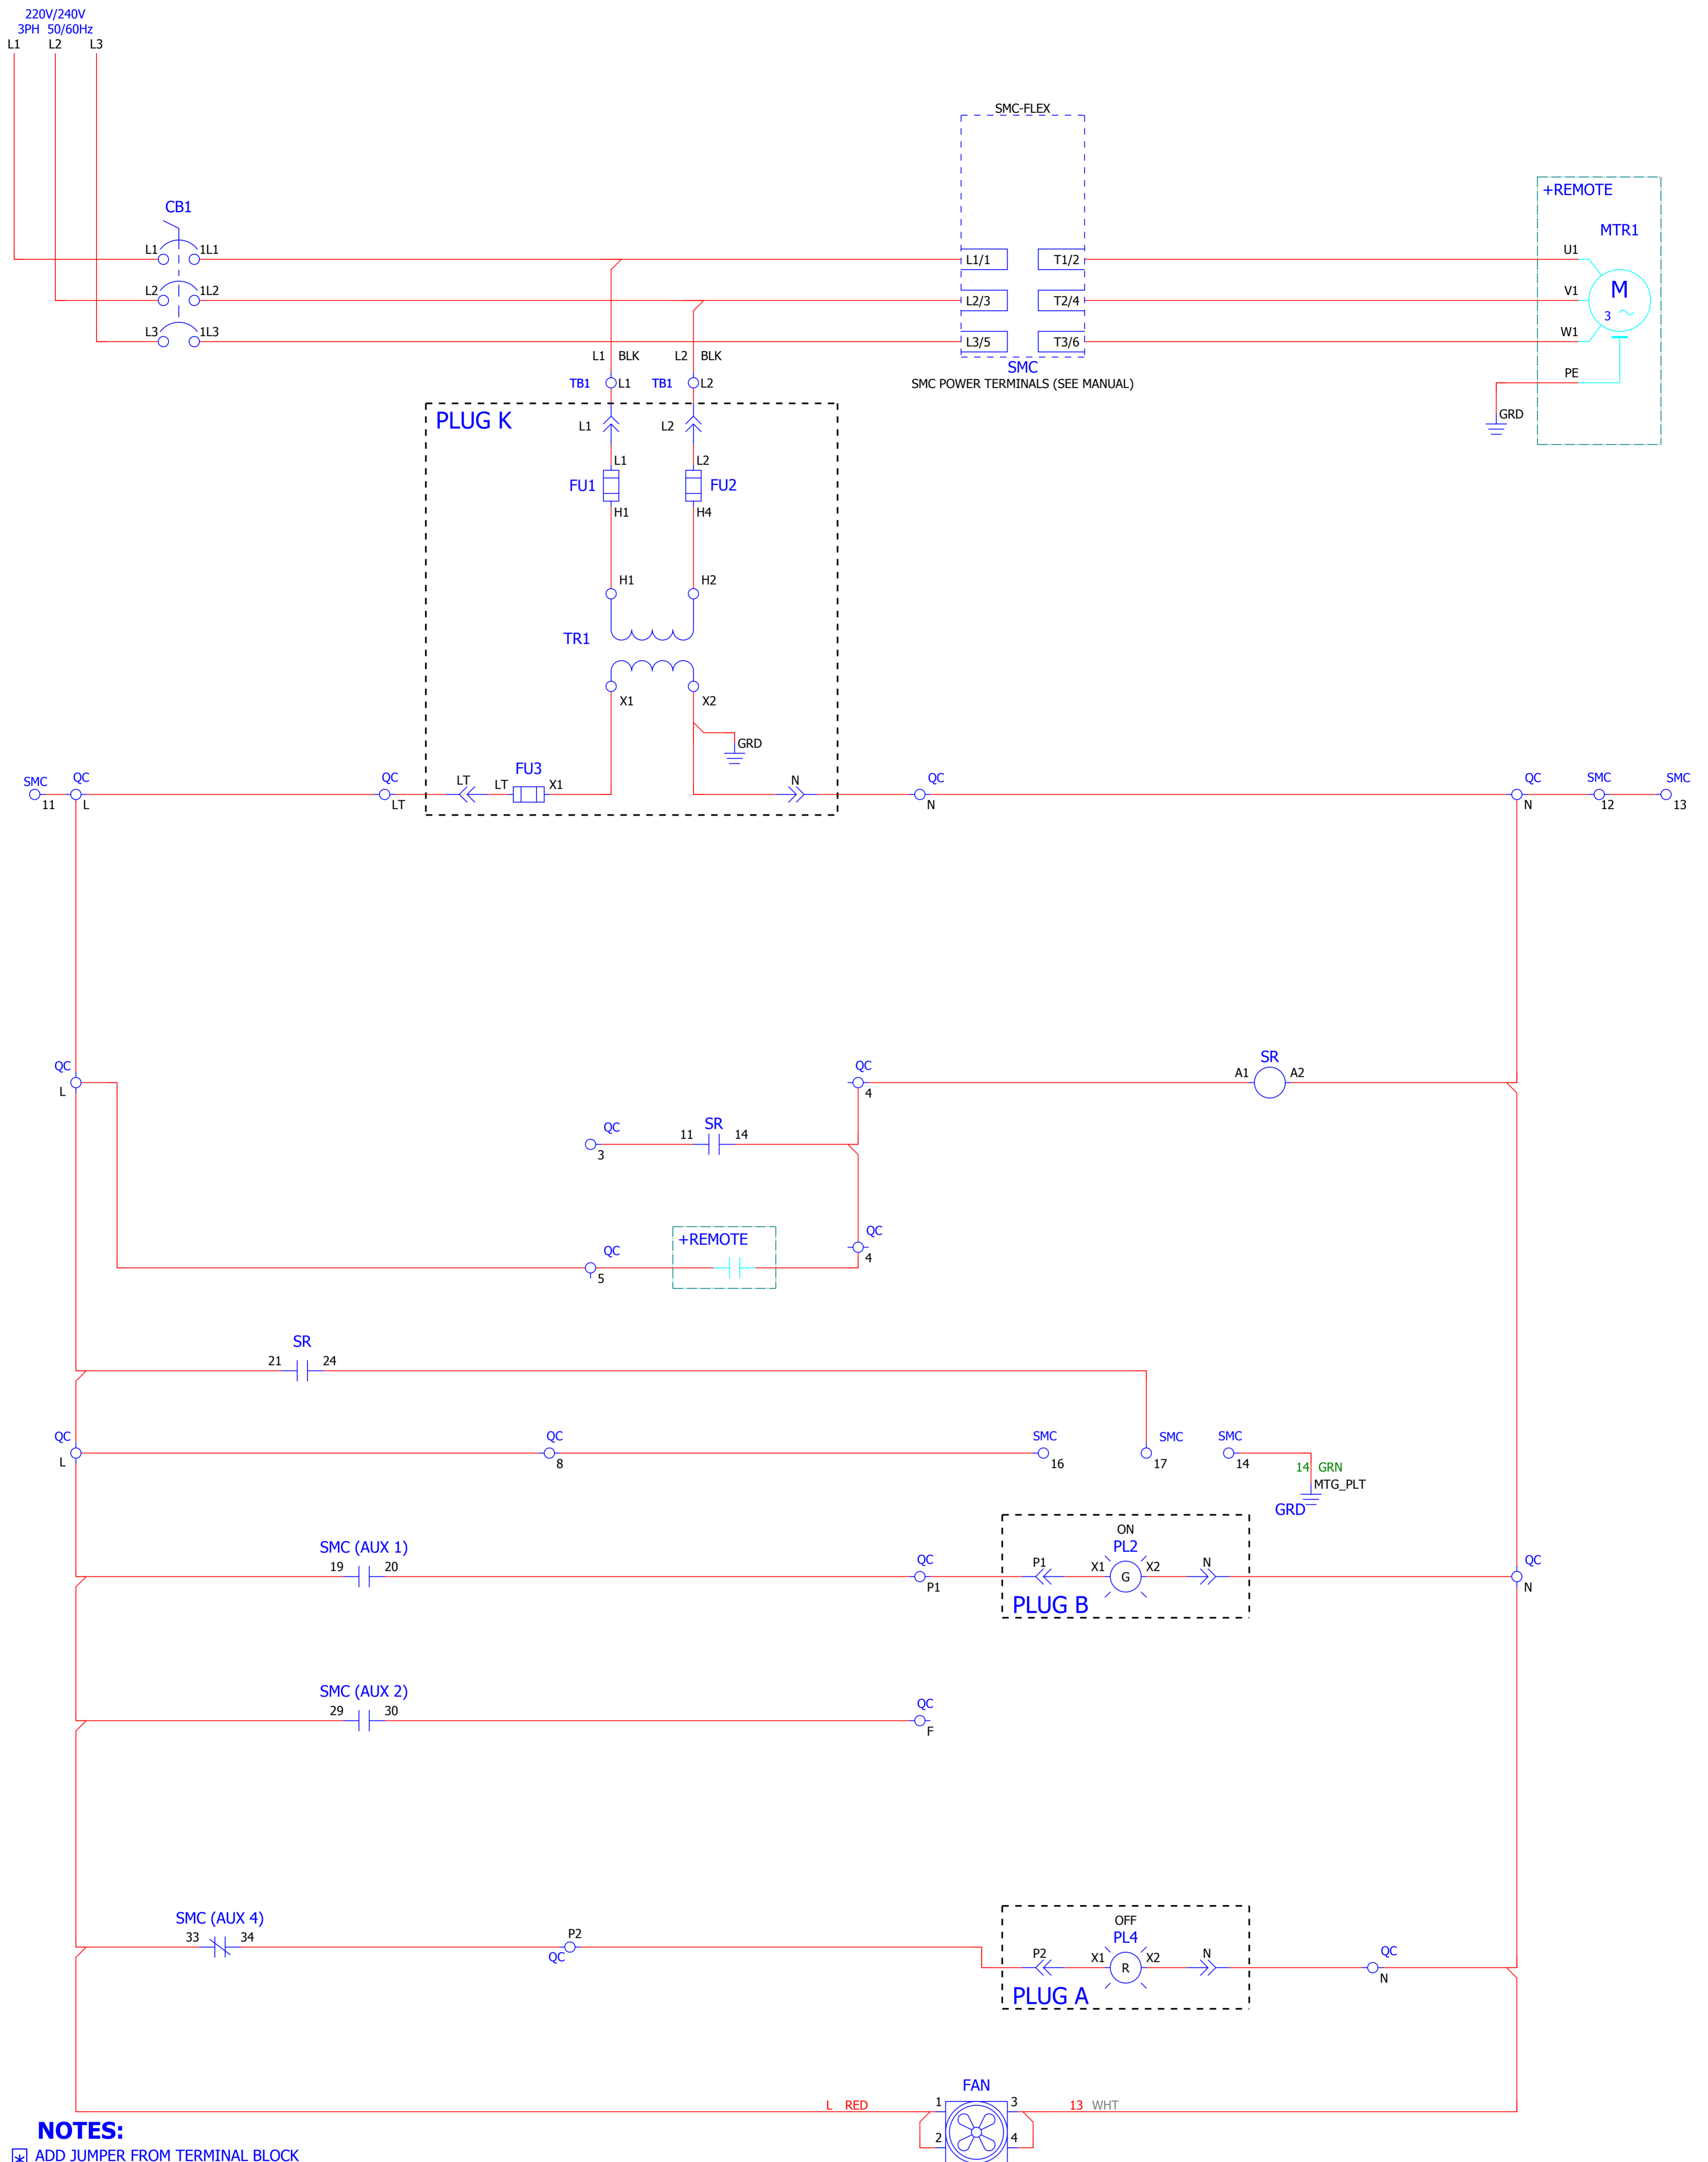 220V/240V
3PH 50/60Hz
L1 L2 L3
SMC-FLEX
+REMOTE
CB1
MTR1
L1 1L1 L1/1 T1/2 U1
L2 1L2 L2/3 T2/4 V1
M
3
L3 1L3 L3/5 T3/6 W1
L1 BLK L2 BLK
SMC
PE
TB1 L1 TB1 L2
SMC POWER TERMINALS (SEE MANUAL)
GRD
PLUG K
L1 L2
L1 L2
FU1 FU2
H1 H4
H1 H2
TR1
X1 X2
GRD
SMC QC QC LT LT FU3 X1 N QC QC SMC SMC
11 L LT N N 12 13
QC QC SR
L 4 A1 A2
QC SR
3 11 14
QC +REMOTE QC
5 4
SR
21 24
QC QC SMC SMC SMC
L 8 16 17 14
14 GRN
MTG_PLT
GRD
ON
SMC (AUX 1) PL2
19 20 QC P1 X1 G X2 N QC
P1 N
PLUG B
SMC (AUX 2)
29 30 QC
F
SMC (AUX 4) OFF
33 34 P2 PL4
QC P2 X1 R X2 N QC
N
PLUG A
FAN
L RED 1 3 13 WHT
2 4
NOTES:
* ADD JUMPER FROM TERMINAL BLOCK